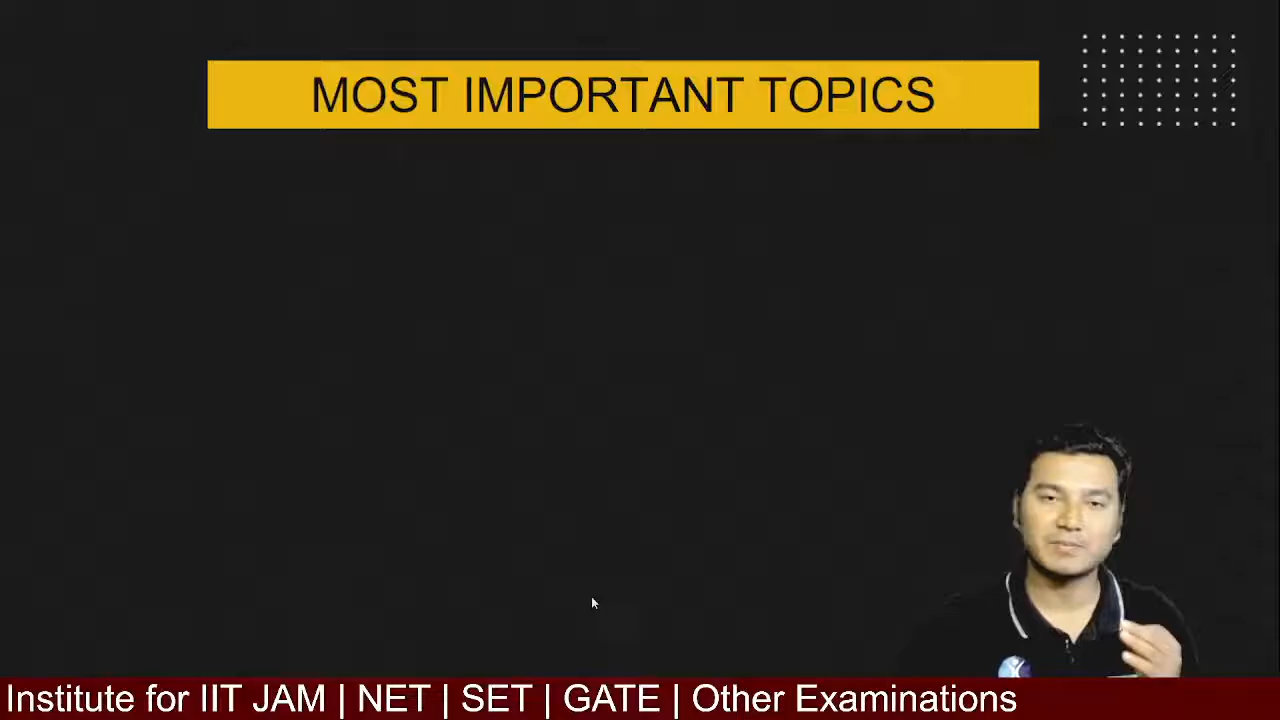 MOST IMPORTANT TOPICS
Institute for IIT JAM | NET | SET | GATE | Other Examinations